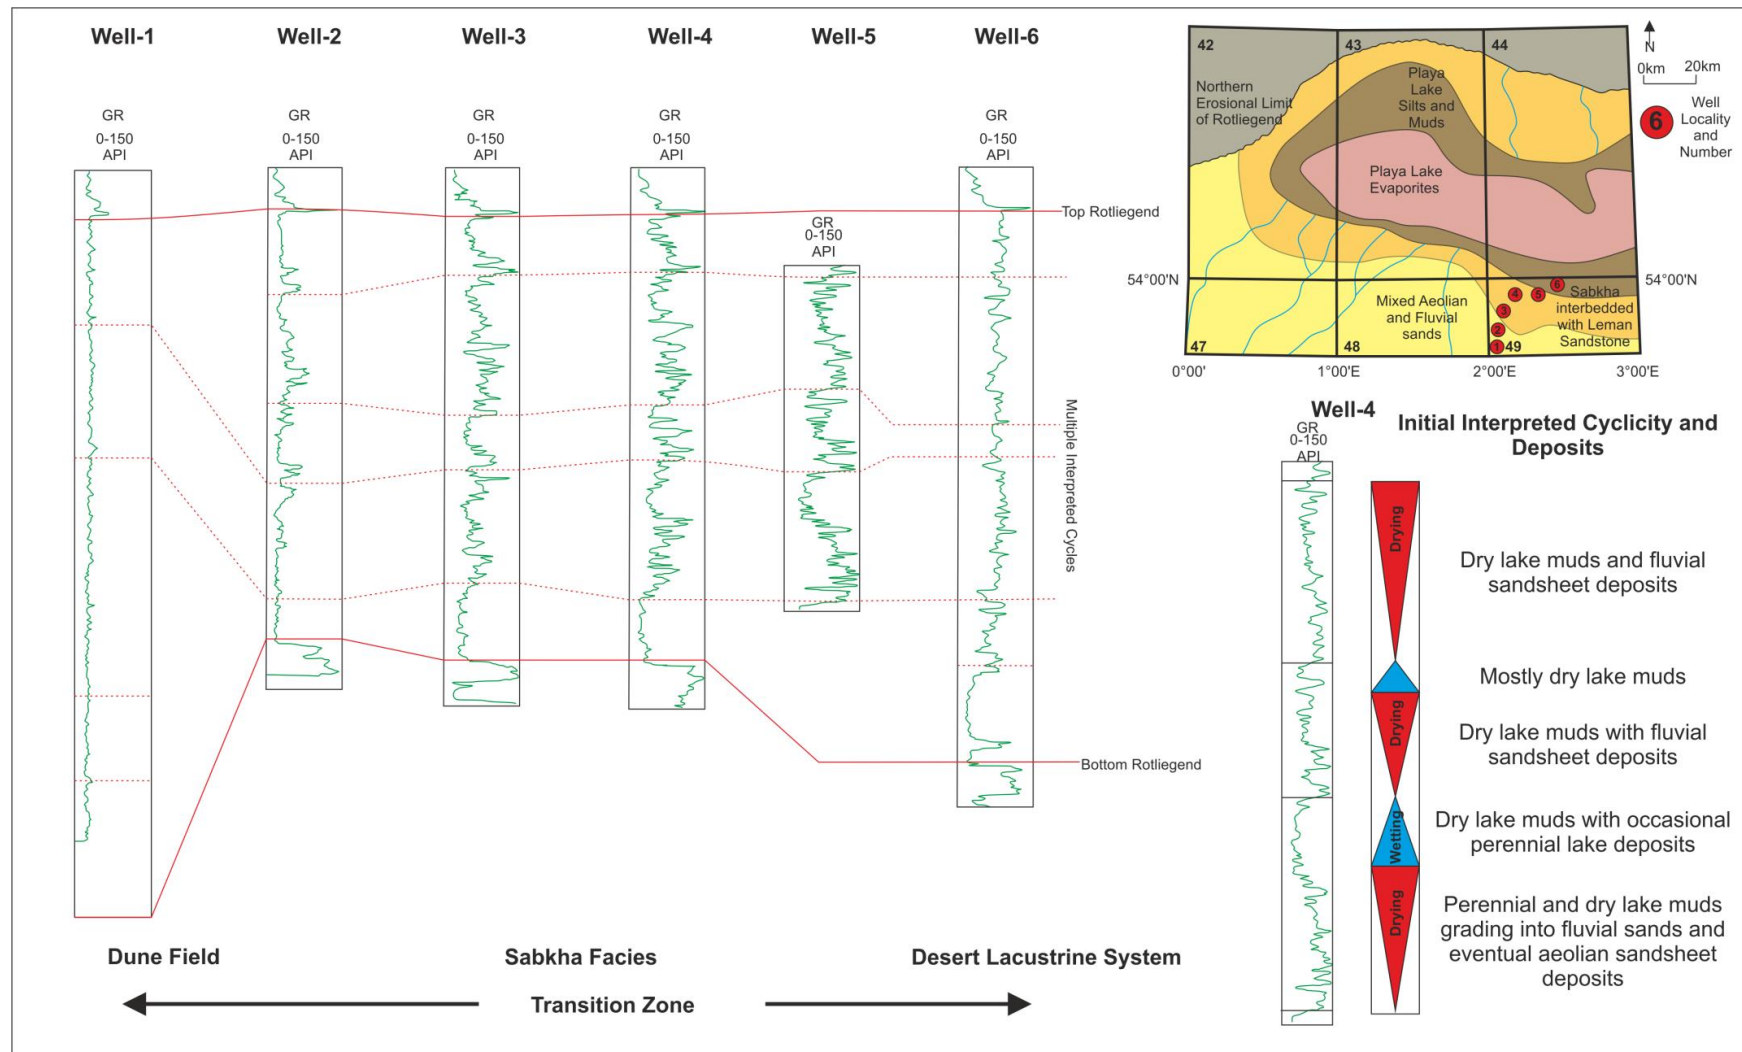 Well-1
Well-2
Well-3
Well-4
Well-5
Well-6
GR
0-150
API
GR
0-150
API
GR
0-150
API
GR
0-150
API
GR
0-150
API
GR
0-150
API
Top Rotliegend
Multiple Interpreted Cycles
Bottom Rotliegend
Dune Field
Sabkha Facies
Desert Lacustrine System
Transition Zone
42
43
44
47
48
49
Northern
Erosional Limit
of Rotliegend
Playa
Lake
Silts and
Muds
Playa Lake
Evaporites
Mixed Aeolian
and Fluvial
sands
Sabkha
interbedded
with Leman
Sandstone
1
2
3
4
5
6
54°00'N
54°00'N
0°00'
1°00'E
2°00'E
3°00'E
N
0km
20km
6
Well
Locality
and
Number
Well-4
GR
0-150
API
Initial Interpreted Cyclicity and
Deposits
Drying
Dry lake muds and fluvial
sandsheet deposits
Mostly dry lake muds
Drying
Dry lake muds with fluvial
sandsheet deposits
Wetting
Dry lake muds with occasional
perennial lake deposits
Drying
Perennial and dry lake muds
grading into fluvial sands and
eventual aeolian sandsheet
deposits